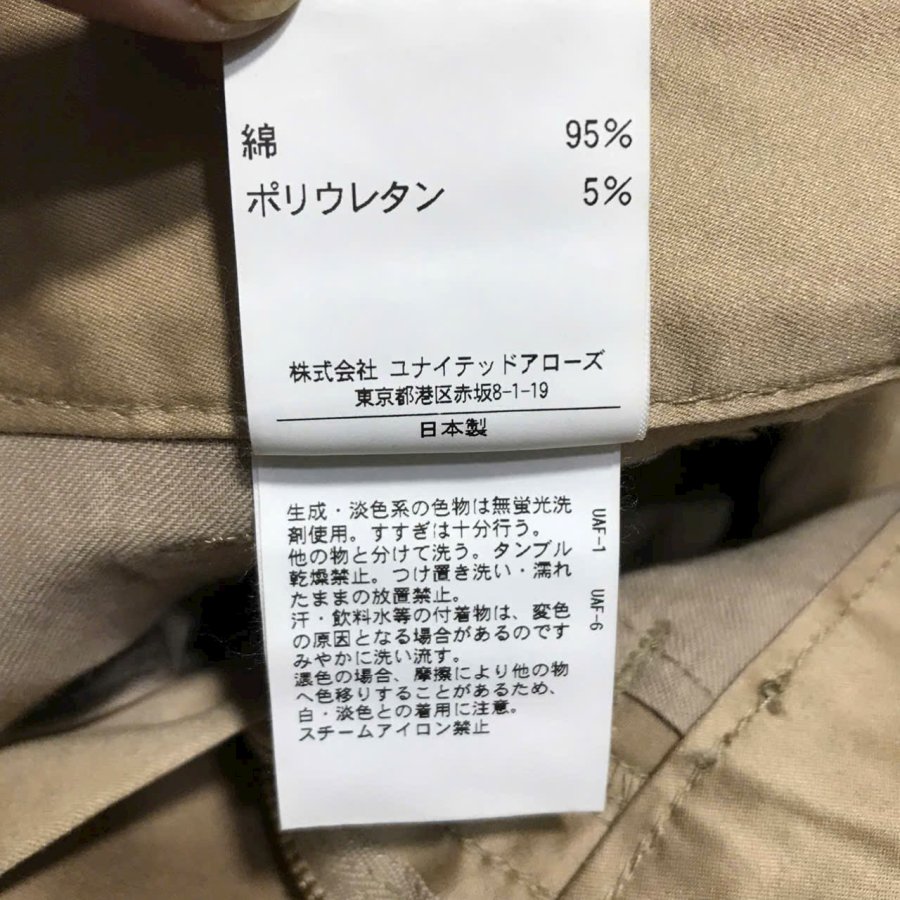 綿 95%
ポリウレタン 5%
株式会社 ユナイテッドアローズ
東京都港区赤坂8-1-19
日本製
生成・淡色系の色物は無蛍光洗
剤使用。すすぎは十分行う。
他の物と分けて洗う。タンブル
乾燥禁止。つけ置き洗い・濡れ
たままの放置禁止。
汗・飲料水等の付着物は、変色
の原因となる場合があるのです
みやかに洗い流す。
濃色の場合、摩擦により他の物
へ色移りすることがあるため、
白・淡色との着用に注意。
スチームアイロン禁止
UAF-1
UAF-6